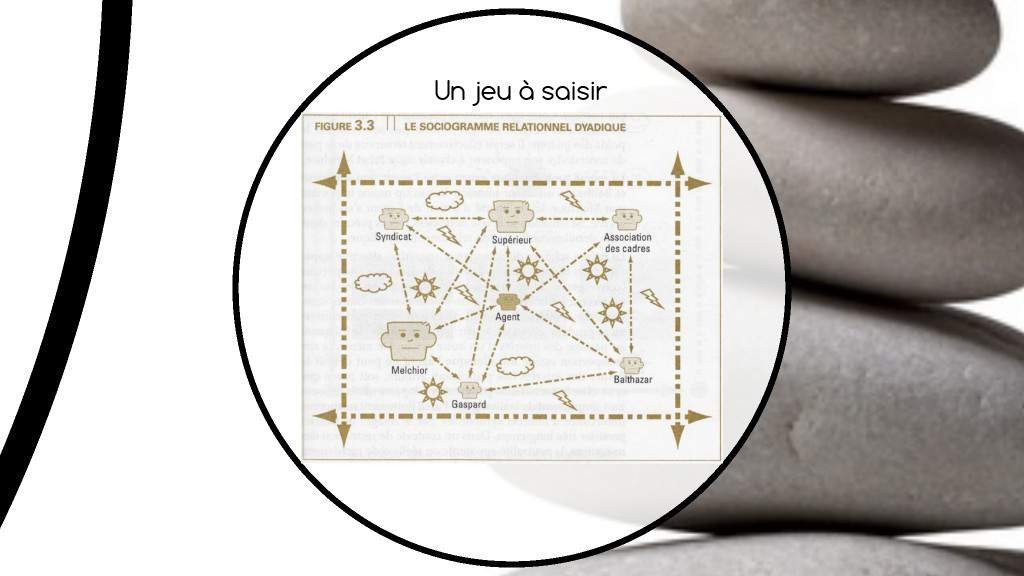 Un jeu à saisir
FIGURE 3.3 LE SOCIOGRAMME RELATIONNEL DYADIQUE
Syndicat
Supérieur
Association
des cadres
Agent
Melchior
Balthazar
Gaspard